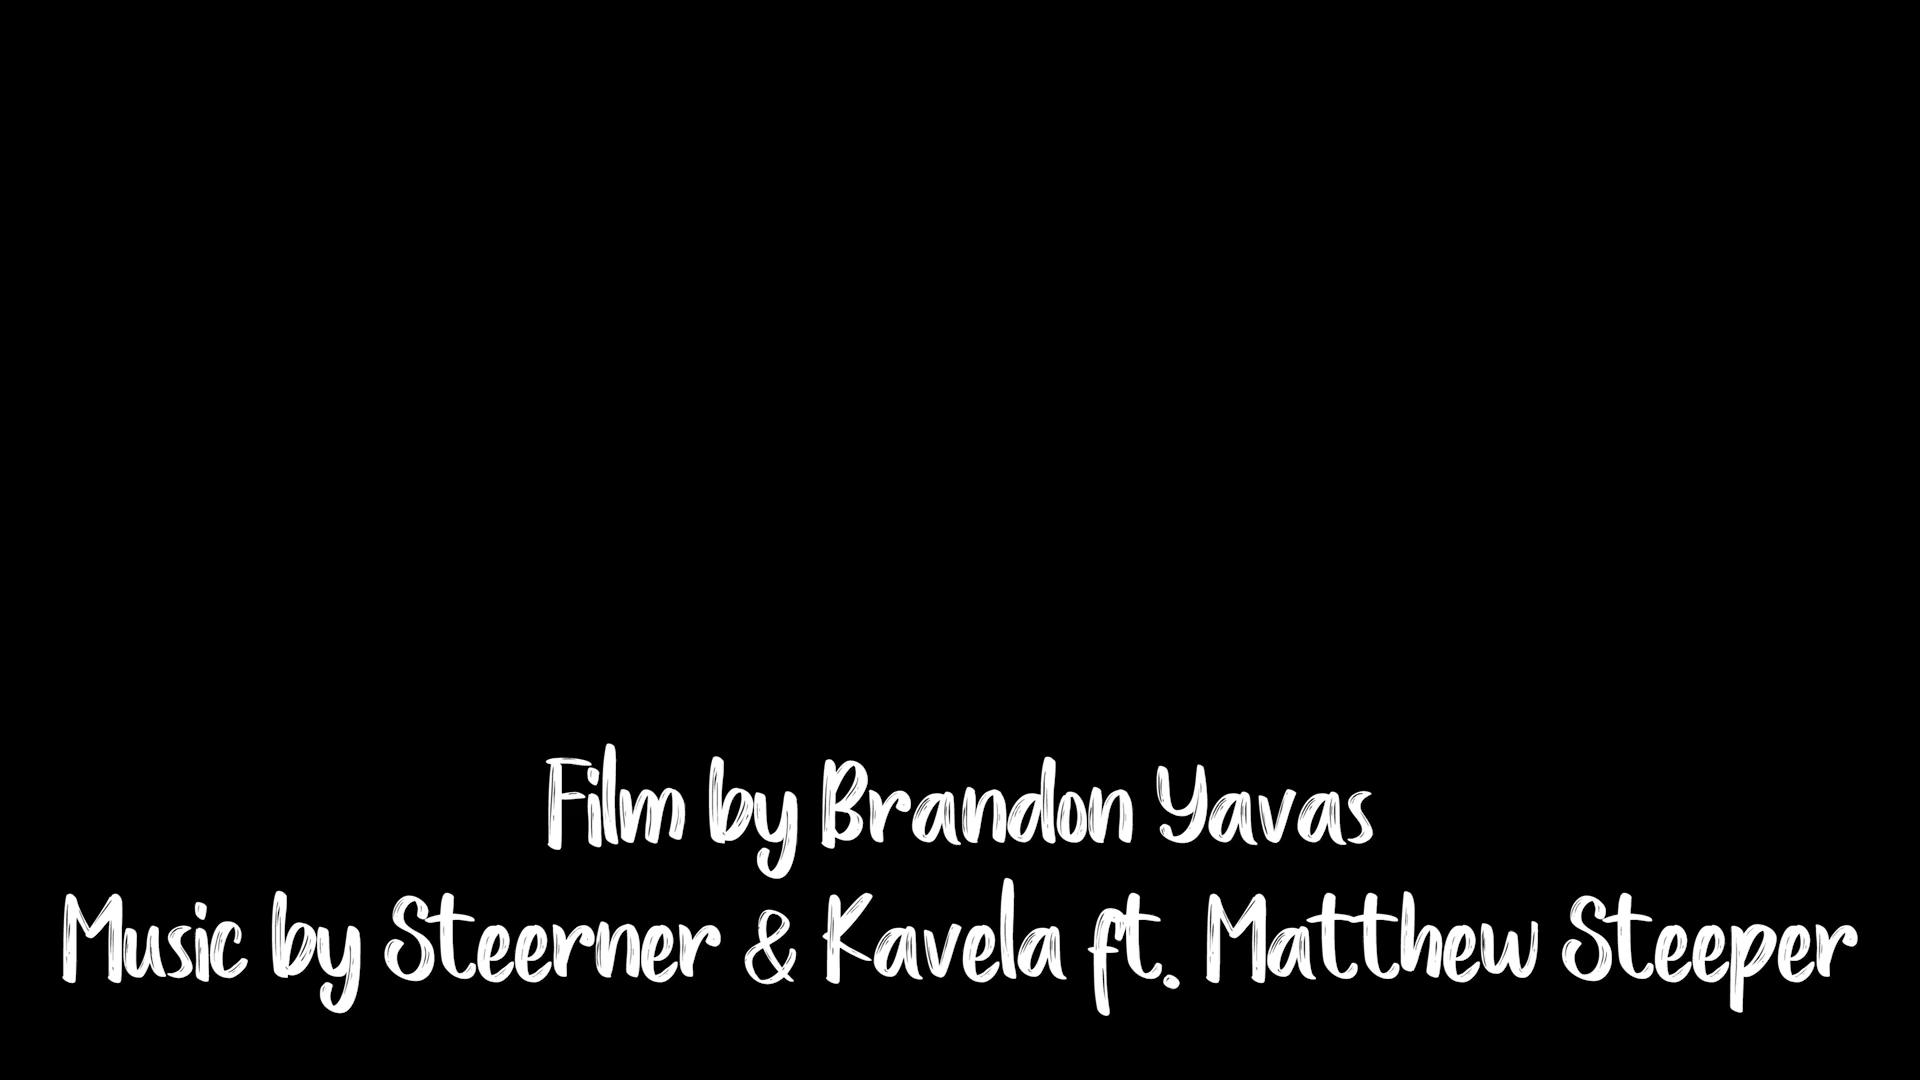 Film by Brandon Yavas
Music by Steerner & Kavela ft. Matthew Steeper